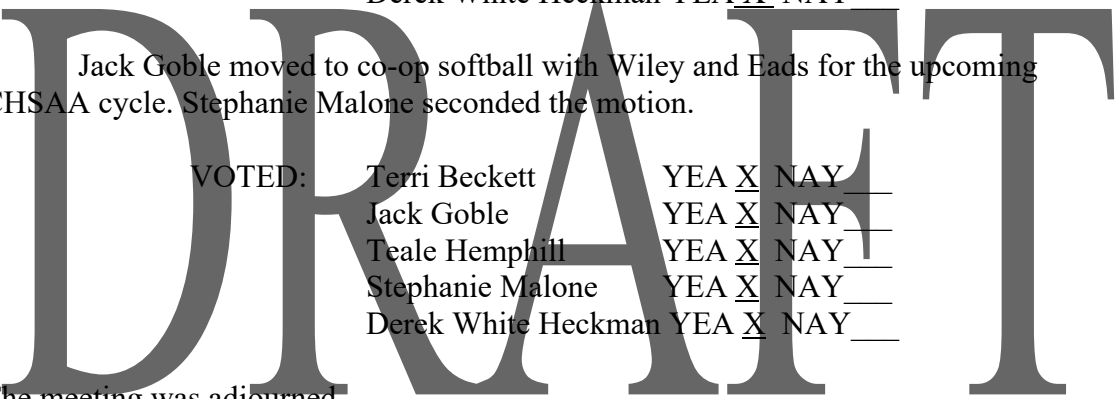 Derek White Heckman YEA X NAY___
Jack Goble moved to co-op softball with Wiley and Eads for the upcoming
CHSAA cycle. Stephanie Malone seconded the motion.
VOTED: Terri Beckett YEA X NAY___
Jack Goble YEA X NAY___
Teale Hemphill YEA X NAY___
Stephanie Malone YEA X NAY___
Derek White Heckman YEA X NAY___
The meeting was adjourned
DRAFT